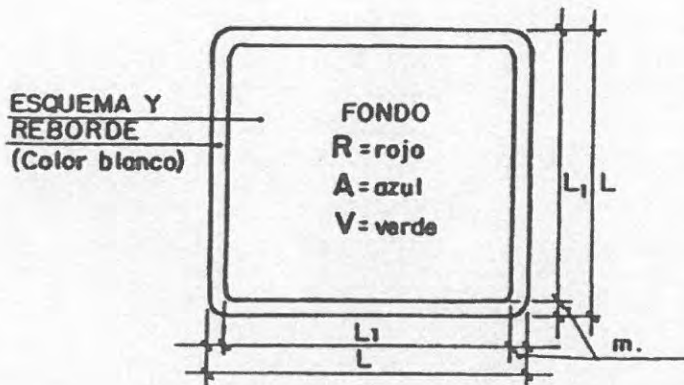 ESQUEMA Y
REBORDE
(Color blanco)
FONDO
R = rojo
A = azul
V = verde
L₁ L
L₁
L
m.